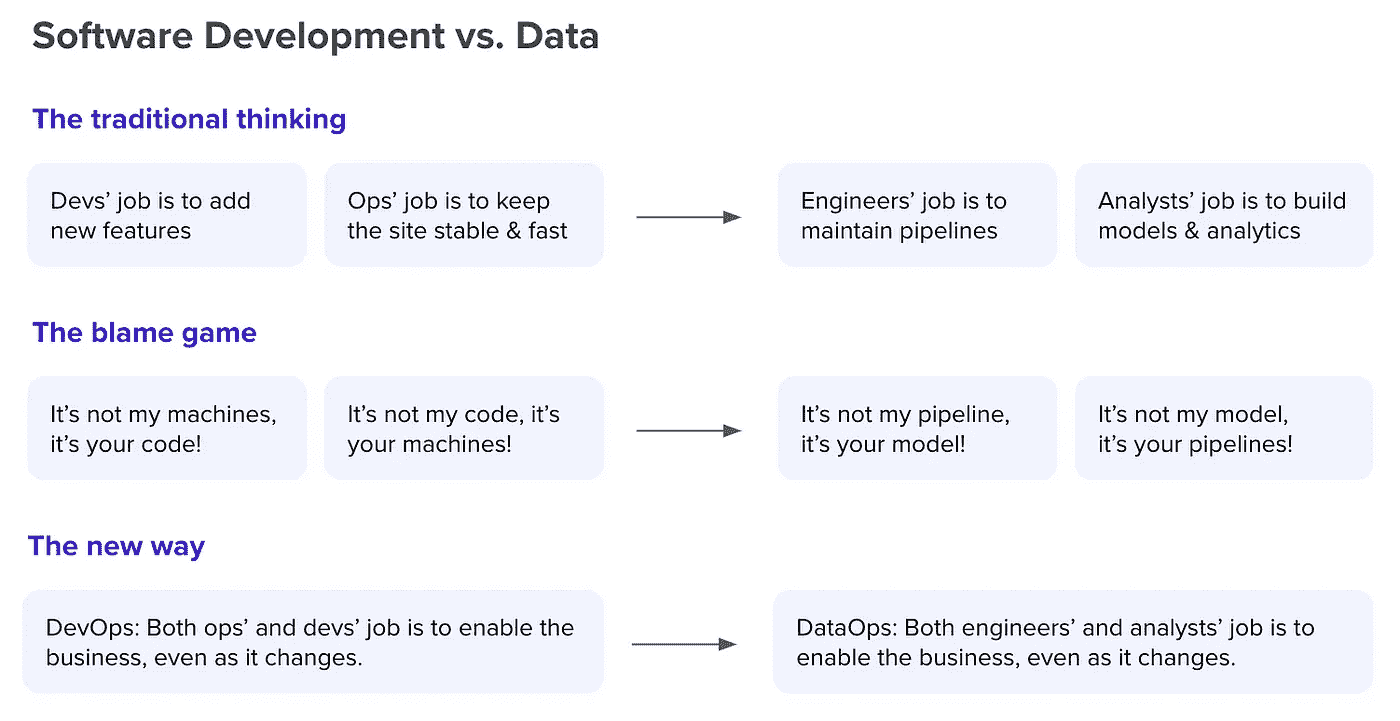 Software Development vs. Data
The traditional thinking
Devs’ job is to add
new features
Ops’ job is to keep
the site stable & fast
Engineers’ job is to
maintain pipelines
Analysts’ job is to build
models & analytics
The blame game
It’s not my machines,
it’s your code!
It’s not my code, it’s
your machines!
It’s not my pipeline,
it’s your model!
It’s not my model,
it’s your pipelines!
The new way
DevOps: Both ops’ and devs’ job is to enable the
business, even as it changes.
DataOps: Both engineers’ and analysts’ job is to
enable the business, even as it changes.